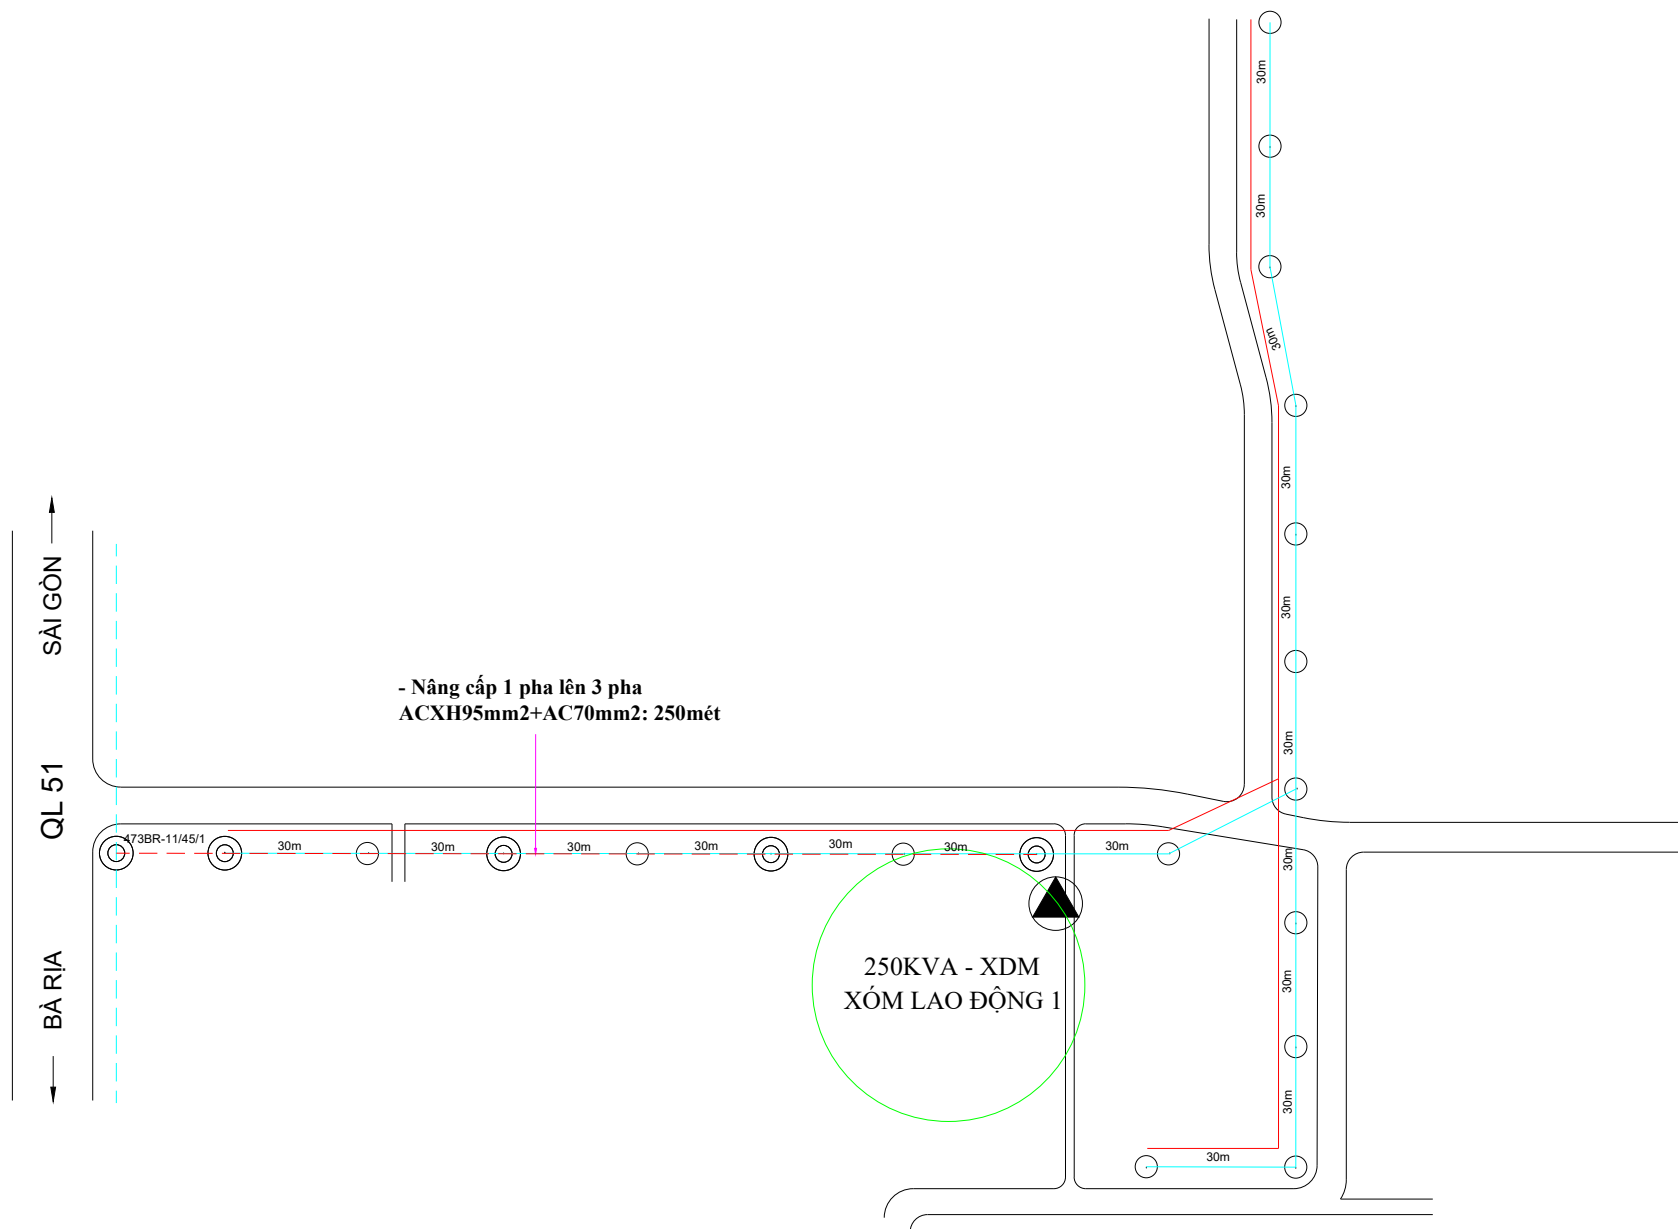 30m
30m
30m
30m
30m
30m
SÀI GÒN
QL 51
BÀ RỊA
- Nâng cấp 1 pha lên 3 pha
ACXH95mm2+AC70mm2: 250mét
473BR-11/45/1
30m
30m
30m
30m
30m
30m
30m
30m
250KVA - XDM
XÓM LAO ĐỘNG 1
30m
30m
30m